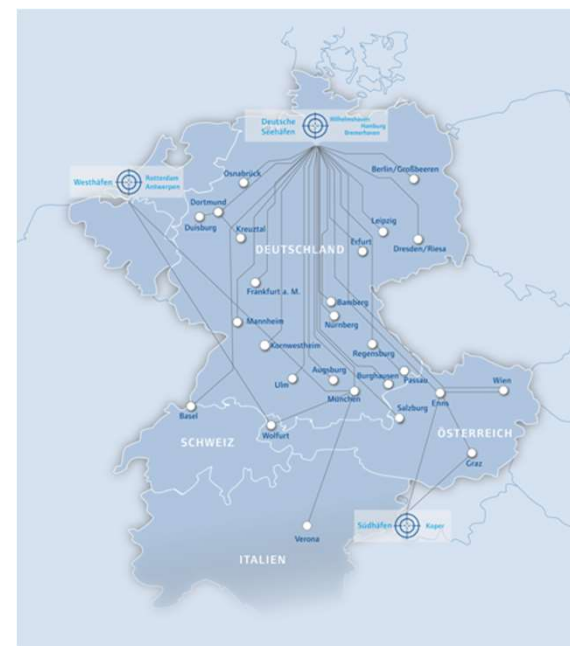 Deutsche
Seehäfen
Wilhelmshaven
Hamburg
Bremerhaven
Westhäfen
Rotterdam
Antwerpen
Osnabrück
Berlin/Großbeeren
Dortmund
Duisburg
Kreuztal
Leipzig
Erfurt
Dresden/Riesa
DEUTSCHLAND
Frankfurt a. M.
Bamberg
Nürnberg
Mannheim
Kornwestheim
Regensburg
Ulm
Augsburg
Burghausen
Passau
München
Enns
Wien
Basel
Salzburg
Wolfurt
SCHWEIZ
ÖSTERREICH
Graz
Südhäfen
Koper
Verona
ITALIEN